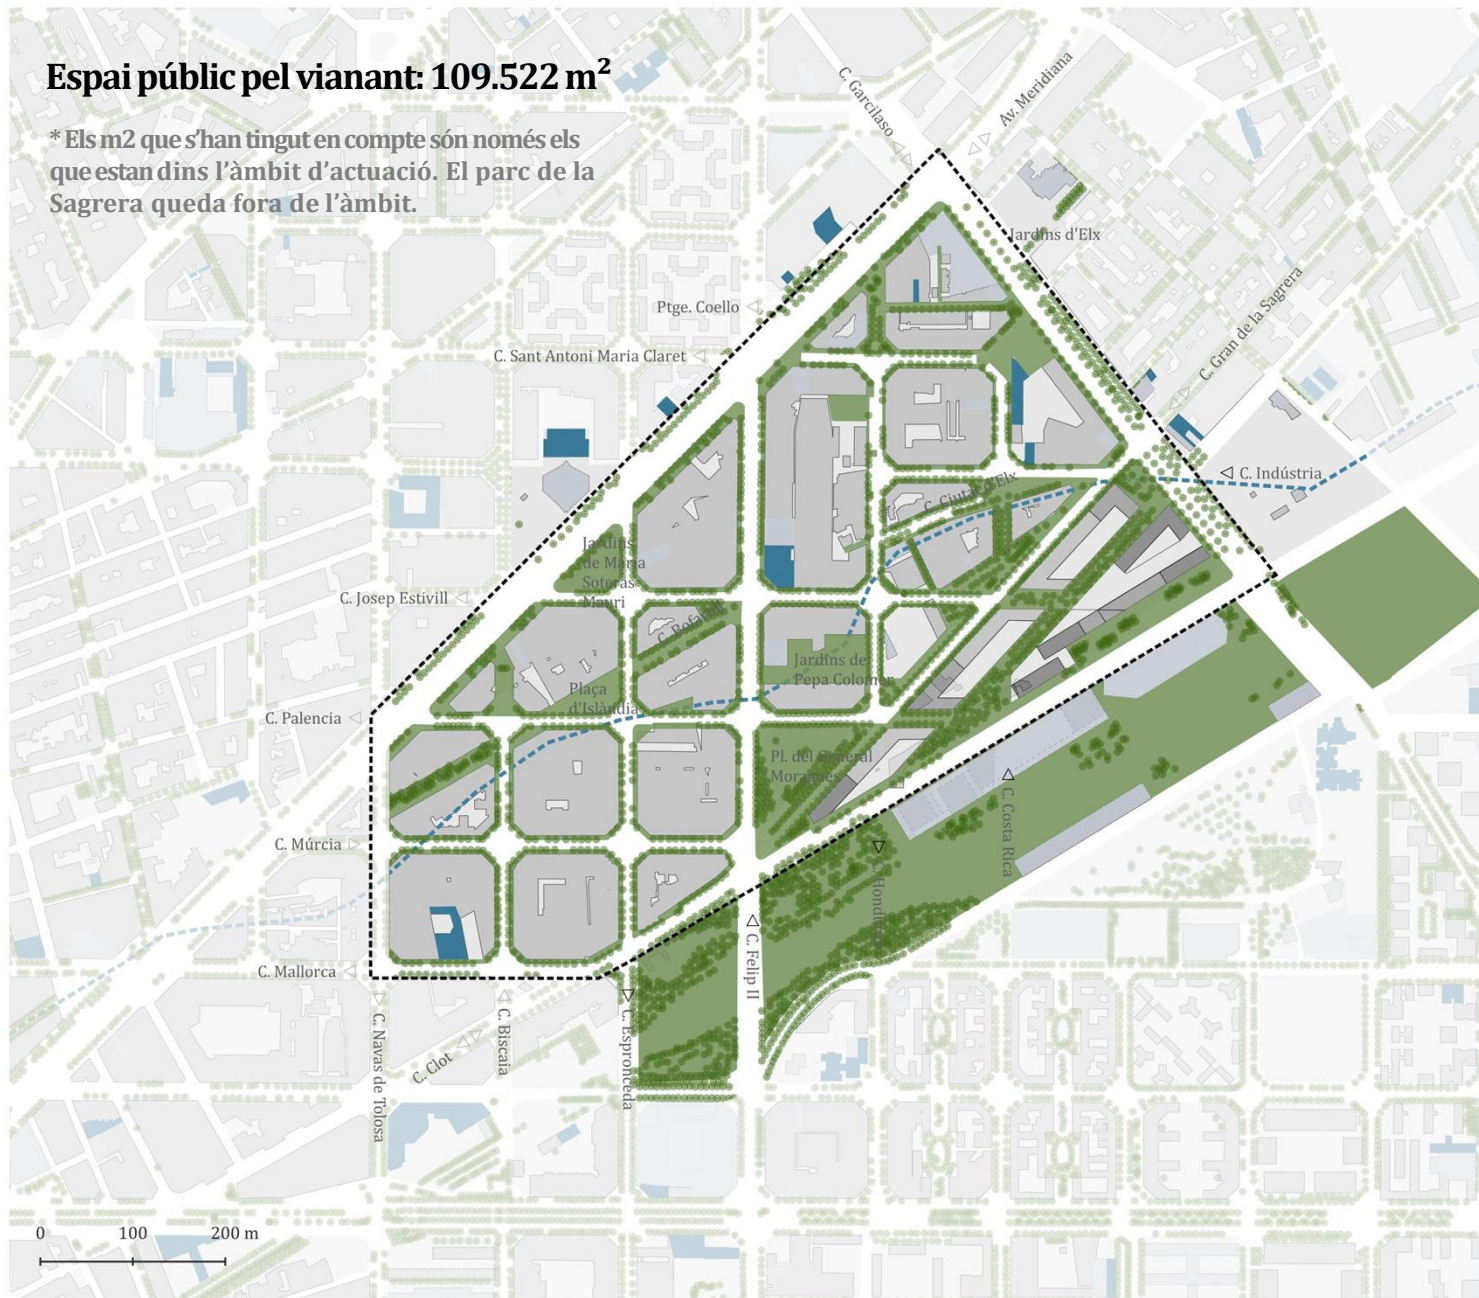 Espai públic pel vianant: 109.522 m²
* Els m2 que s'han tingut en compte són només els
que estan dins l'àmbit d'actuació. El parc de la
Sagrera queda fora de l'àmbit.
C. Garcilaso
Av. Meridiana
Jardins d'Elx
C. Gran de la Sagrera
Ptge. Coello
C. Sant Antoni Maria Claret
C. Indústria
C. Ciutat d'Elx
Jardins
de Maria
Soteras
Mauri
C. Josep Estivill
C. Bofarull
Jardins de
Pepa Colomer
Plaça
d'Islàndia
C. Palencia
Pl. del General
Moragues
C. Costa Rica
C. Múrcia
C. Honduras
C. Mallorca
C. Felip II
C. Navas de Tolosa
C. Biscaia
C. Clot
C. Espronceda
0 100 200 m